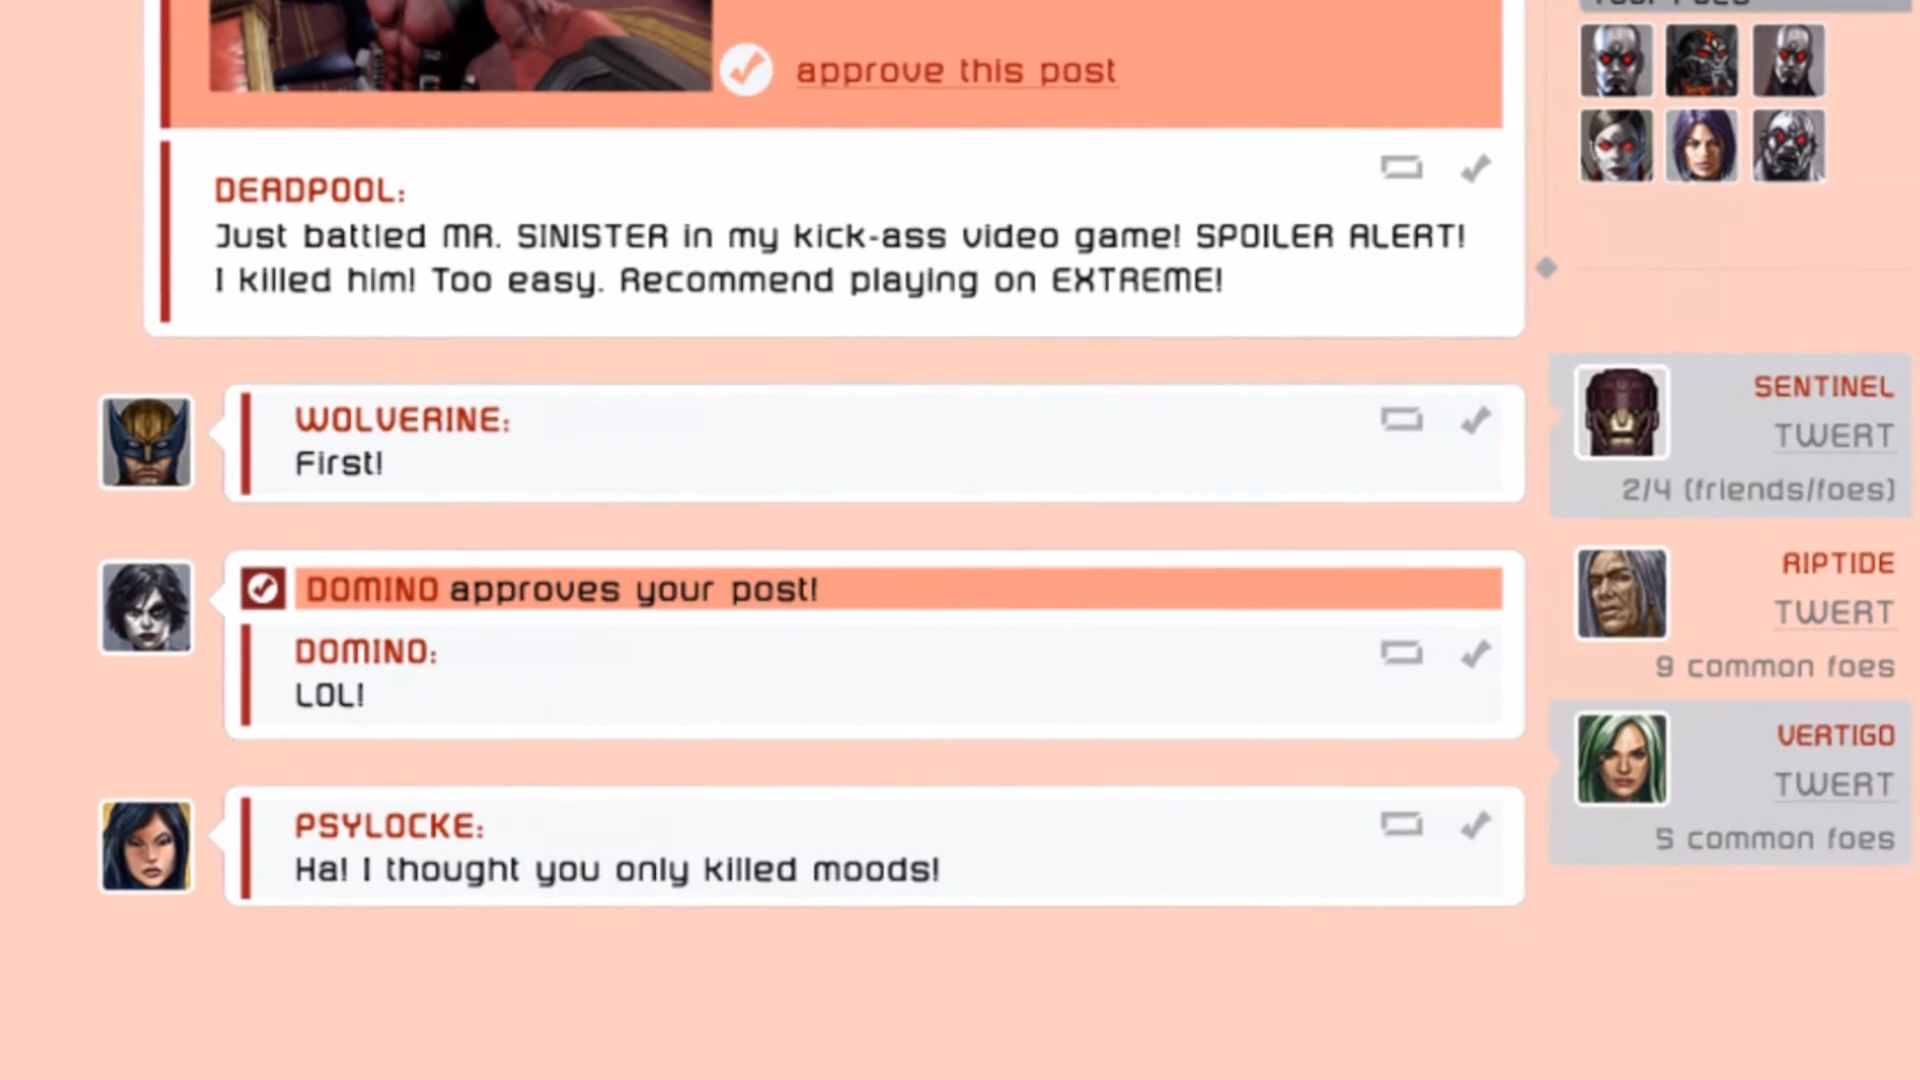 YOUR FOES
approve this post
DEADPOOL:
Just battled MR. SINISTER in my kick-ass video game! SPOILER ALERT!
I killed him! Too easy. Recommend playing on EXTREME!
WOLVERINE:
First!
DOMINO approves your post!
DOMINO:
LOL!
PSYLOCKE:
Ha! I thought you only killed moods!
SENTINEL
TWERT
2/4 (friends/foes)
RIPTIDE
TWERT
9 common foes
VERTIGO
TWERT
5 common foes